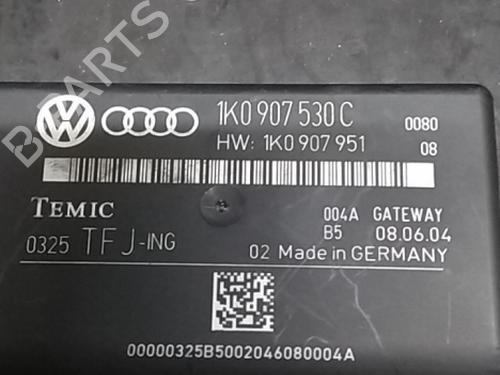 B-PARTS
1K0 907 530 C 0080
HW: 1K0 907 951 08
TEMIC 004A GATEWAY
0325 TFJ-ING B5 08.06.04
02 Made in GERMANY
00000325B5002046080004A